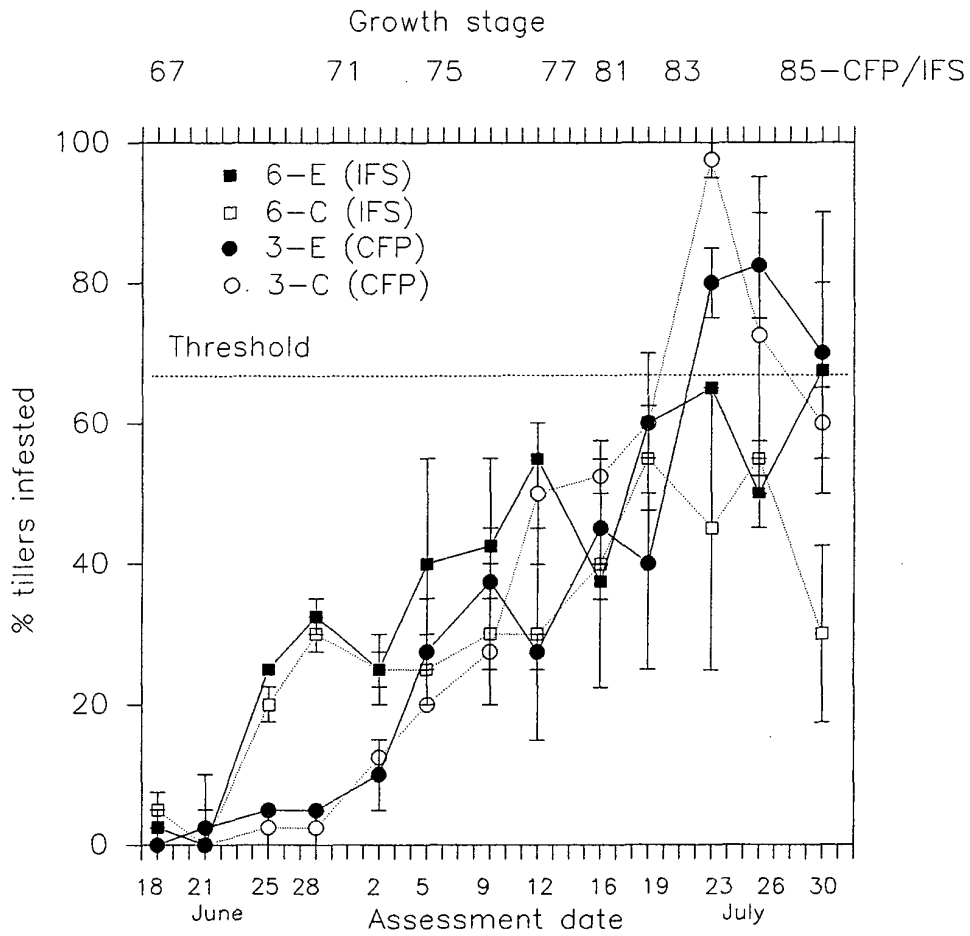 Growth stage
67 71 75 77 81 83 85-CFP/IFS
100
6-E (IFS)
6-C (IFS)
3-E (CFP)
3-C (CFP)
80
Threshold
60
40
20
0
% tillers infested
18 21 25 28 2 5 9 12 16 19 23 26 30
June Assessment date July